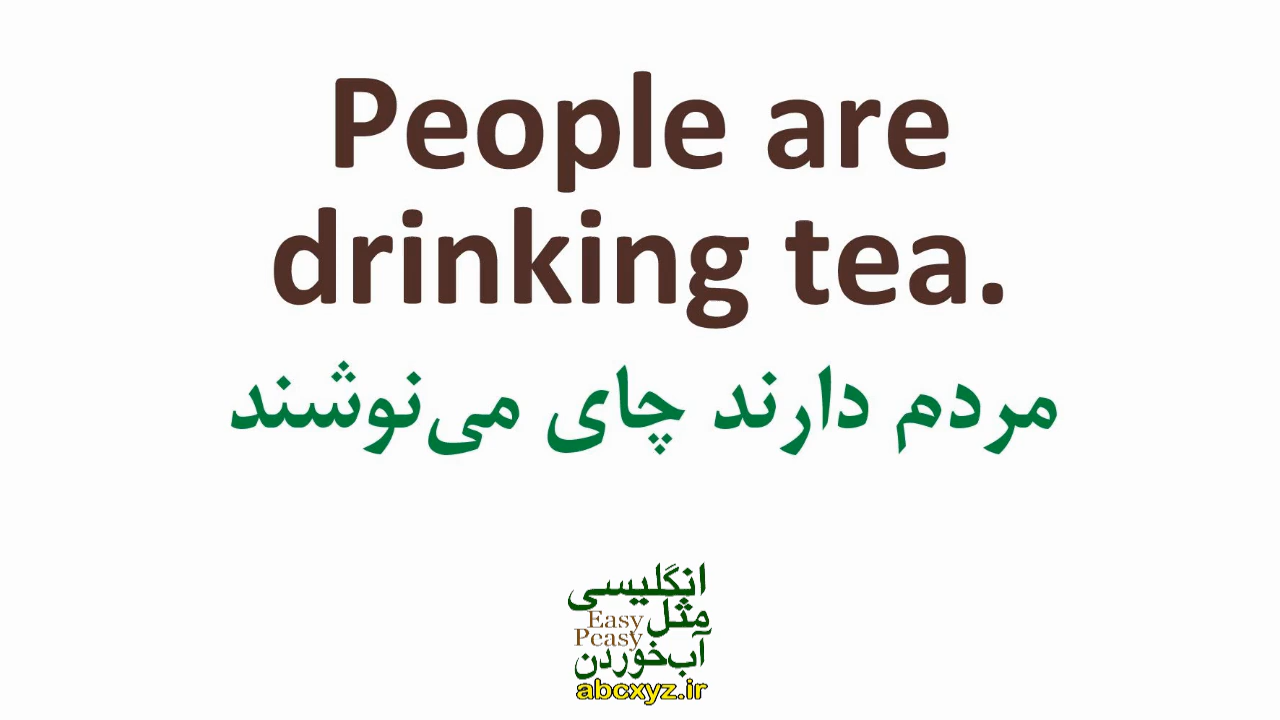 People are
drinking tea.
مردم دارند چای می‌نوشند
انگلیسی
مثل
Easy
Peasy
آب‌خوردن
abcxyz.ir